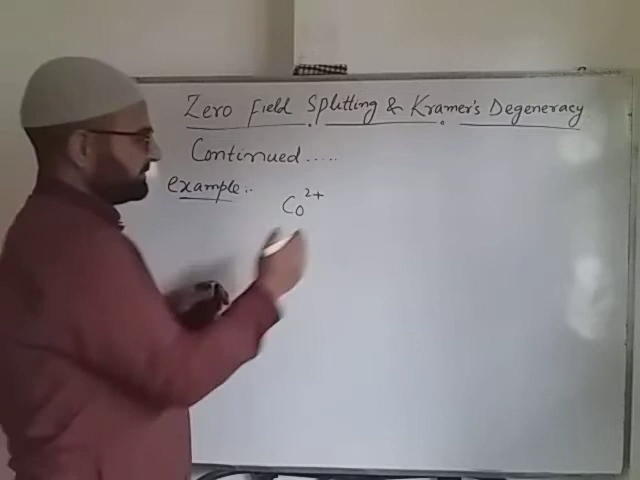 Zero Field Splitting & Kramer's Degeneracy
Continued.....
example:.
Co2+